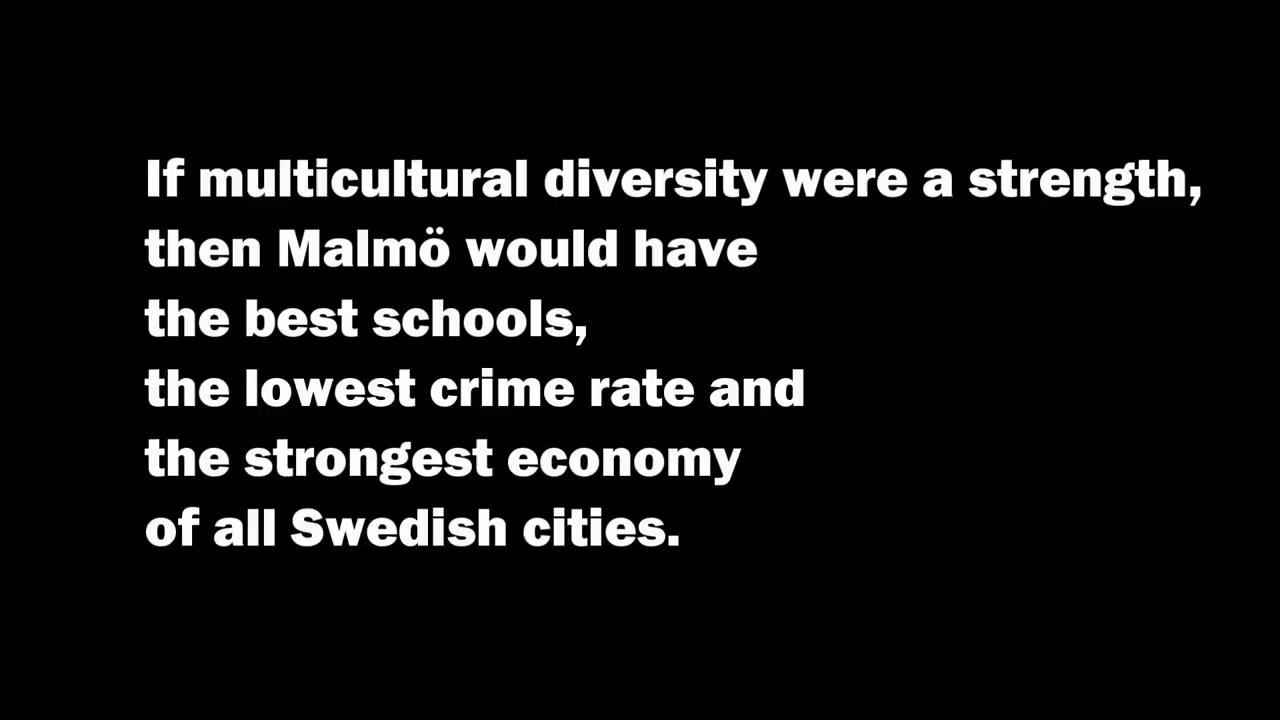 If multicultural diversity were a strength,
then Malmö would have
the best schools,
the lowest crime rate and
the strongest economy
of all Swedish cities.